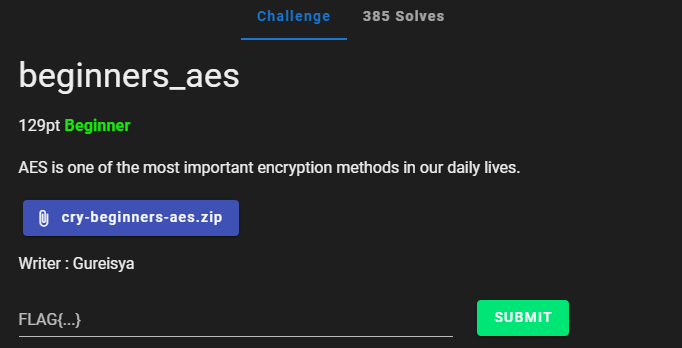 Challenge 385 Solves
beginners_aes
129pt Beginner
AES is one of the most important encryption methods in our daily lives.
cry-beginners-aes.zip
Writer : Gureisya
FLAG{...} SUBMIT